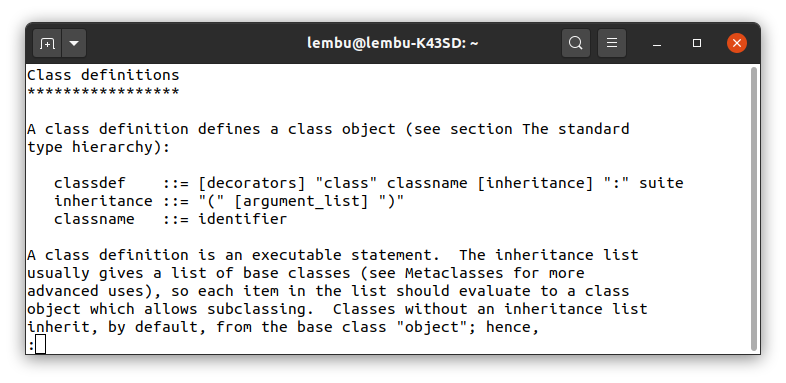 lembu@lembu-K43SD: ~
Class definitions
*****************
A class definition defines a class object (see section The standard
type hierarchy):
classdef    ::= [decorators] "class" classname [inheritance] ":" suite
inheritance ::= "(" [argument_list] ")"
classname   ::= identifier
A class definition is an executable statement.  The inheritance list
usually gives a list of base classes (see Metaclasses for more
advanced uses), so each item in the list should evaluate to a class
object which allows subclassing.  Classes without an inheritance list
inherit, by default, from the base class "object"; hence,
: